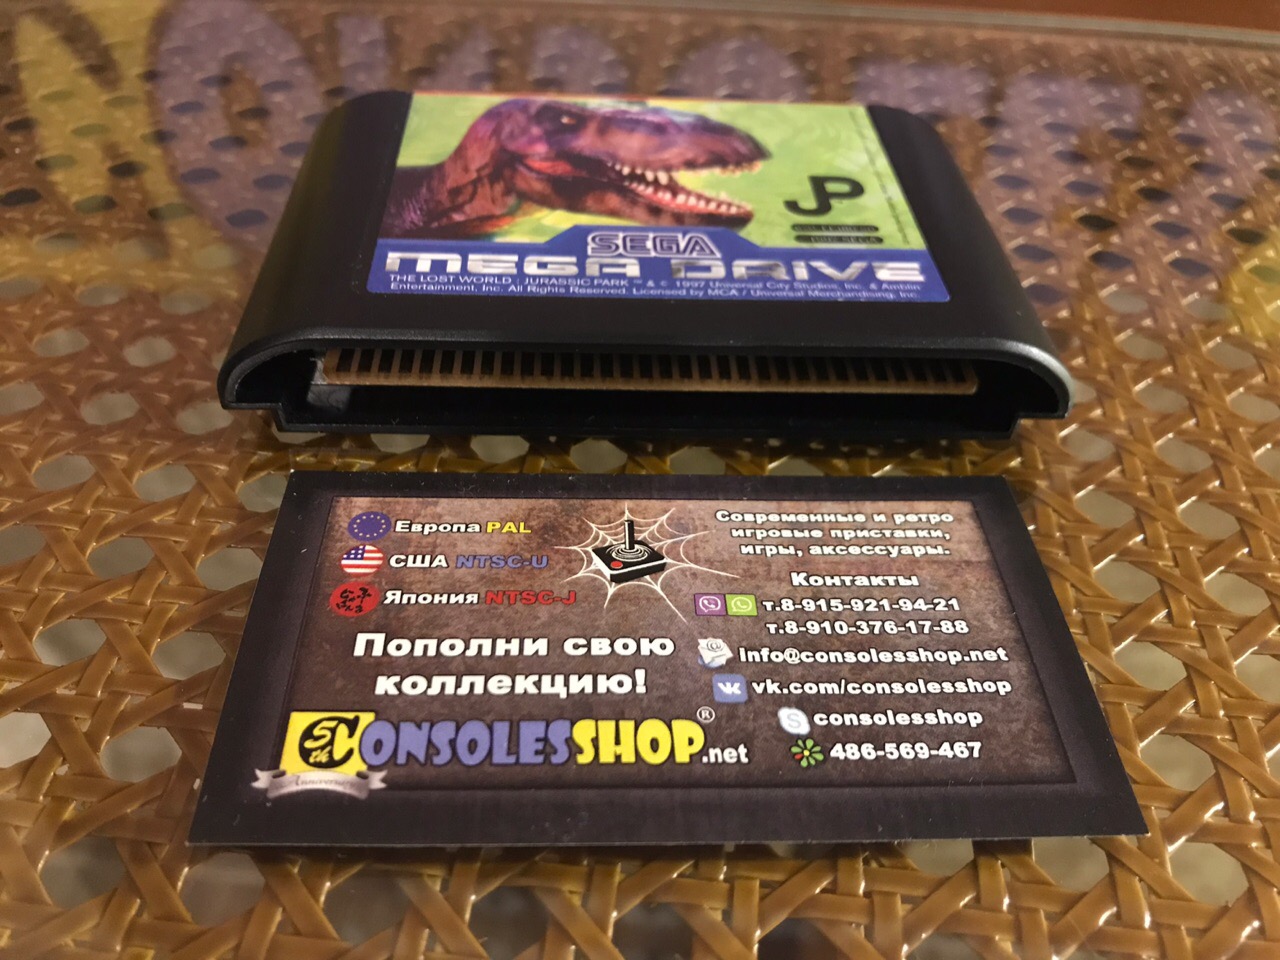 JP
SEGA
MEGA DRIVE
THE LOST WORLD : JURASSIC PARK ™ & © 1997 Universal City Studios, Inc. & Amblin
Entertainment, Inc. All Rights Reserved. Licensed by MCA / Universal Merchandising, Inc.
Европа PAL
США NTSC-U
Япония NTSC-J
Пополни свою
коллекцию!
5th CONSOLESSHOP®.net
Anniversary
Современные и ретро
игровые приставки,
игры, аксессуары.
Контакты
т.8-915-921-94-21
т.8-910-376-17-88
info@consolesshop.net
vk.com/consolesshop
consolesshop
486-569-467